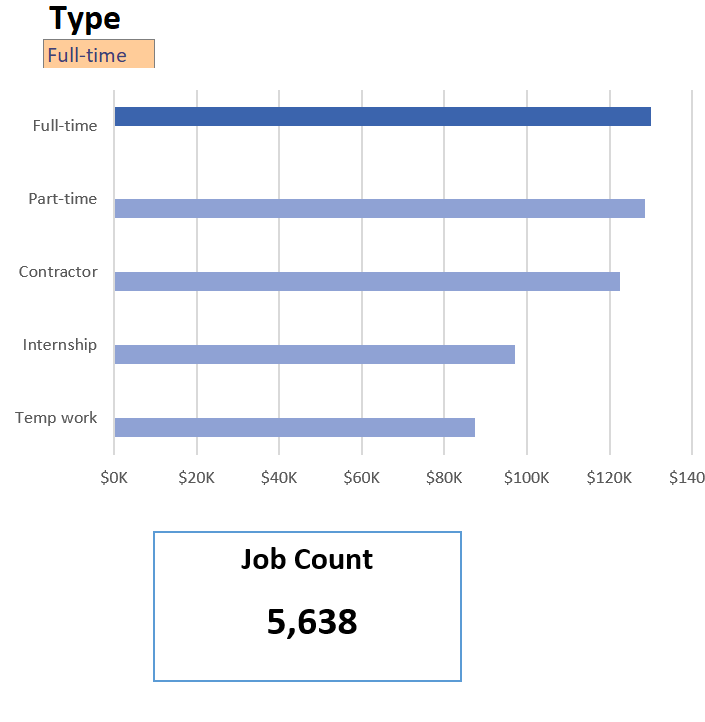 Type
Full-time
Full-time
Part-time
Contractor
Internship
Temp work
$0K $20K $40K $60K $80K $100K $120K $140
Job Count
5,638